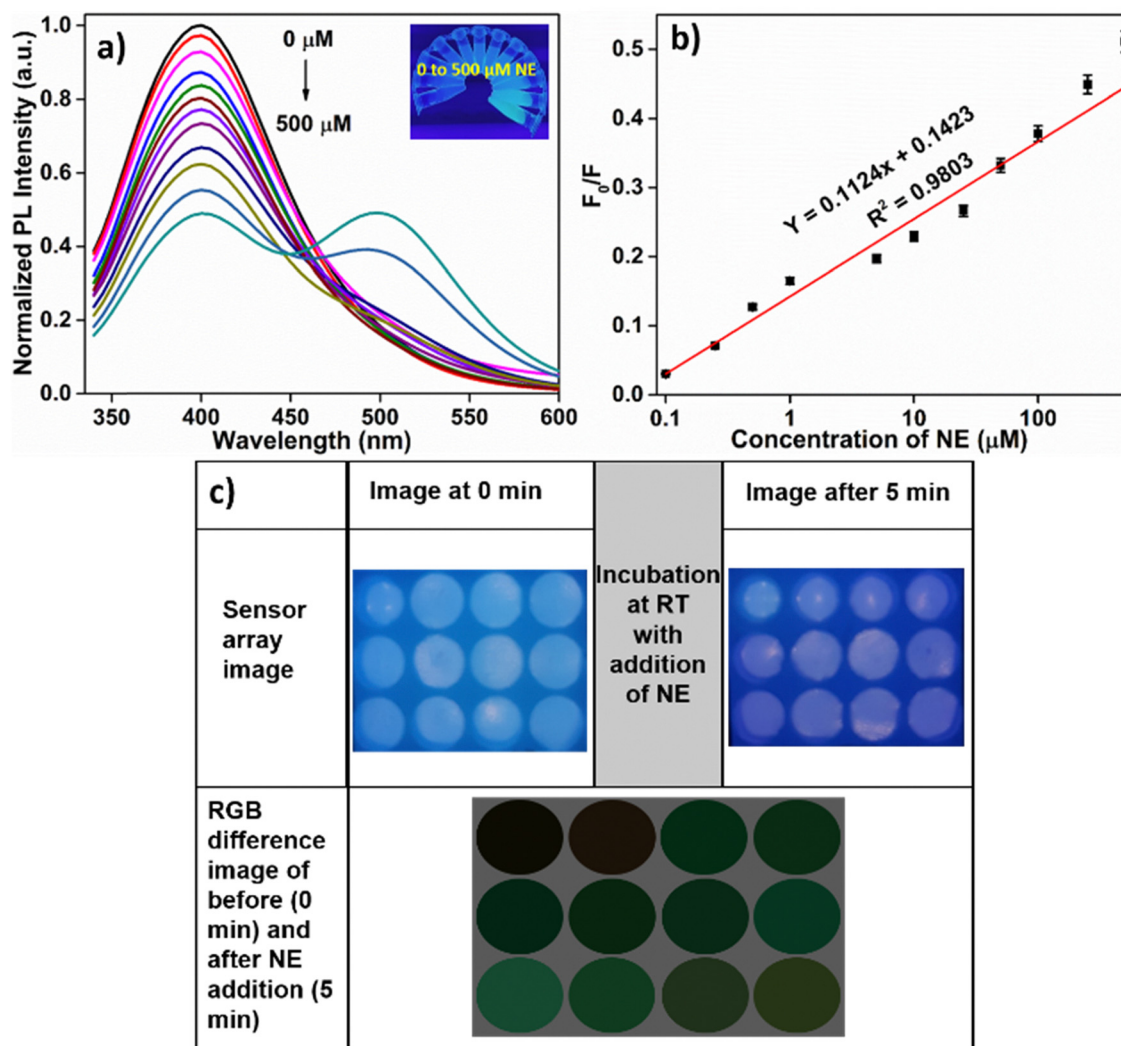 a)
0 μM
500 μM
0 to 500 μM NE
Normalized PL Intensity (a.u.)
1.0
0.8
0.6
0.4
0.2
0.0
350 400 450 500 550 600
Wavelength (nm)
b)
F0/F
0.5
0.4
0.3
0.2
0.1
0.0
Y = 0.1124x + 0.1423
R² = 0.9803
0.1 1 10 100
Concentration of NE (μM)
c)
Image at 0 min
Image after 5 min
Sensor
array
image
Incubation
at RT
with
addition
of NE
RGB
difference
image of
before (0
min) and
after NE
addition (5
min)